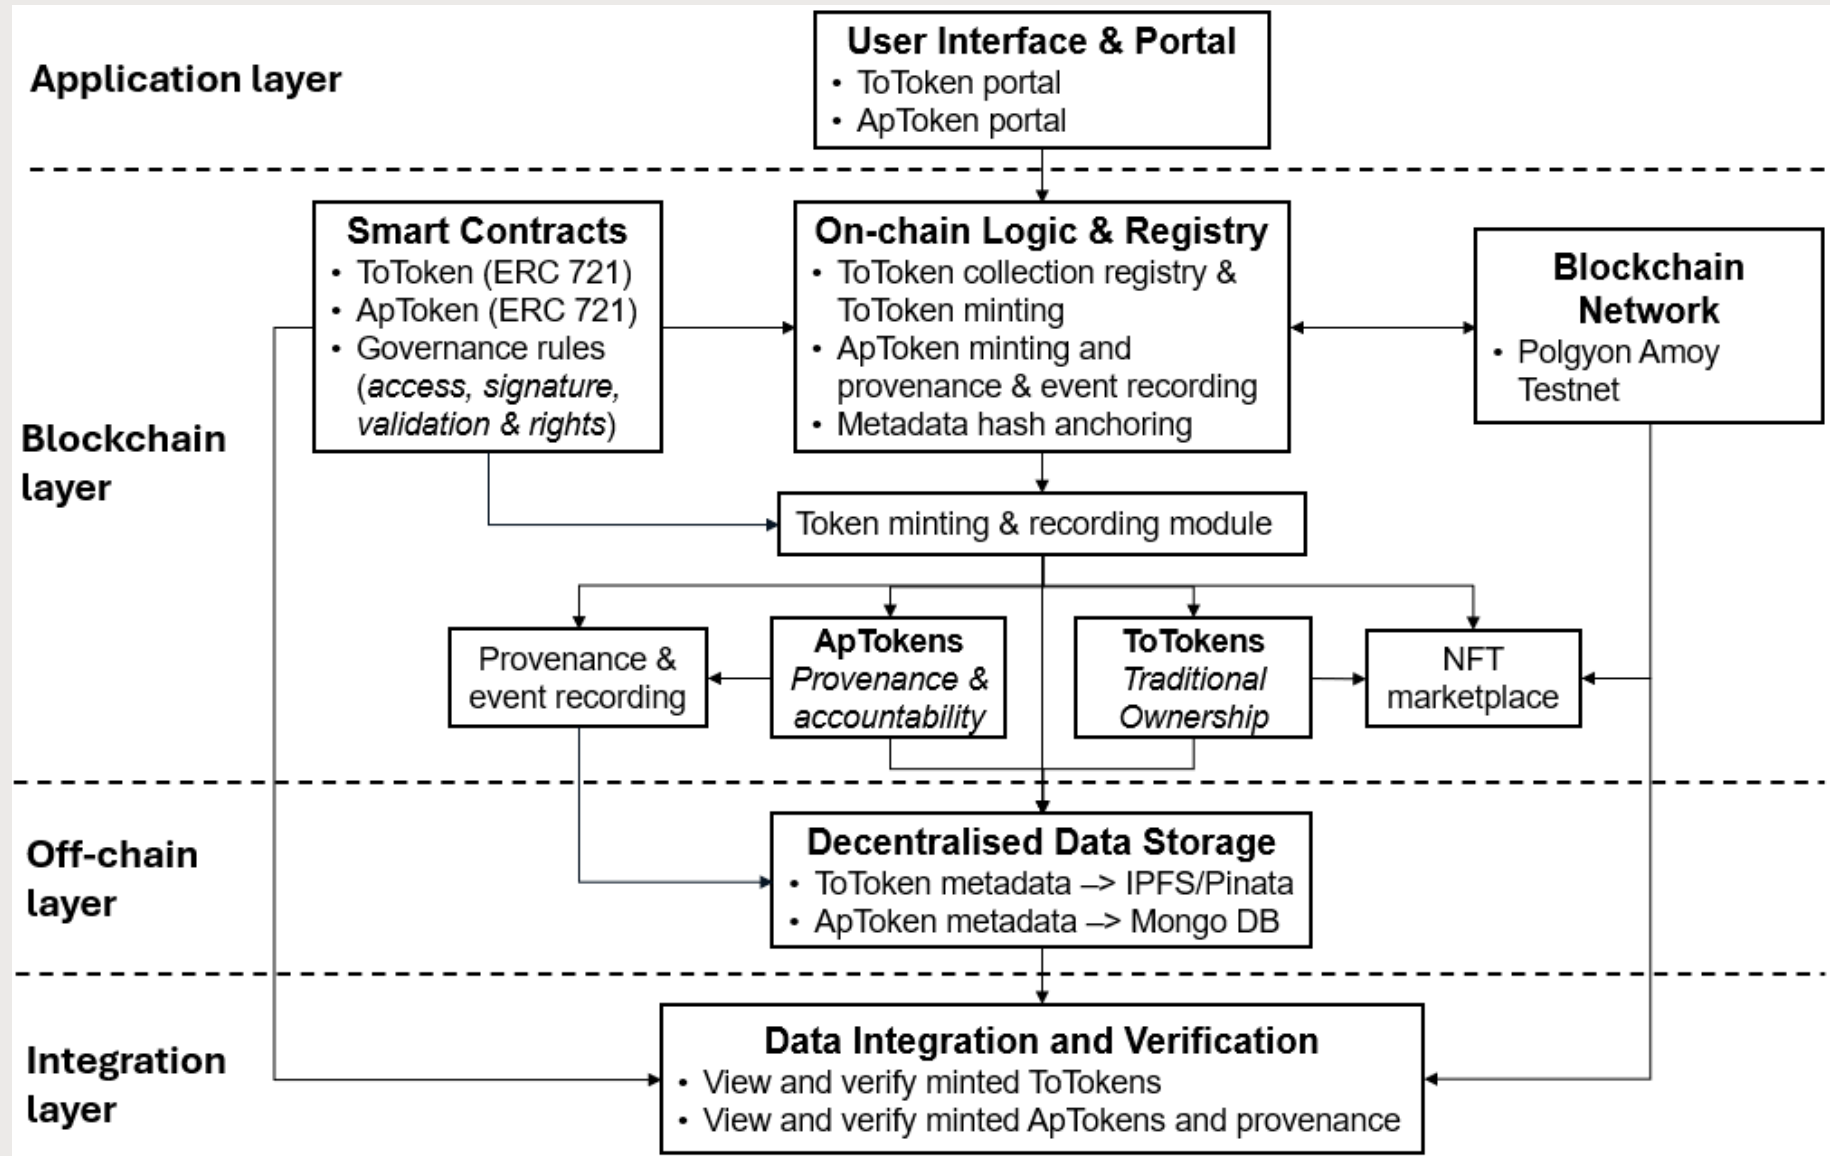 Application layer
User Interface & Portal
• ToToken portal
• ApToken portal
Blockchain
layer
Smart Contracts
• ToToken (ERC 721)
• ApToken (ERC 721)
• Governance rules
(access, signature,
validation & rights)
On-chain Logic & Registry
• ToToken collection registry &
ToToken minting
• ApToken minting and
provenance & event recording
• Metadata hash anchoring
Blockchain
Network
• Polgyon Amoy
Testnet
Token minting & recording module
Provenance &
event recording
ApTokens
Provenance &
accountability
ToTokens
Traditional
Ownership
NFT
marketplace
Off-chain
layer
Decentralised Data Storage
• ToToken metadata –> IPFS/Pinata
• ApToken metadata –> Mongo DB
Integration
layer
Data Integration and Verification
• View and verify minted ToTokens
• View and verify minted ApTokens and provenance